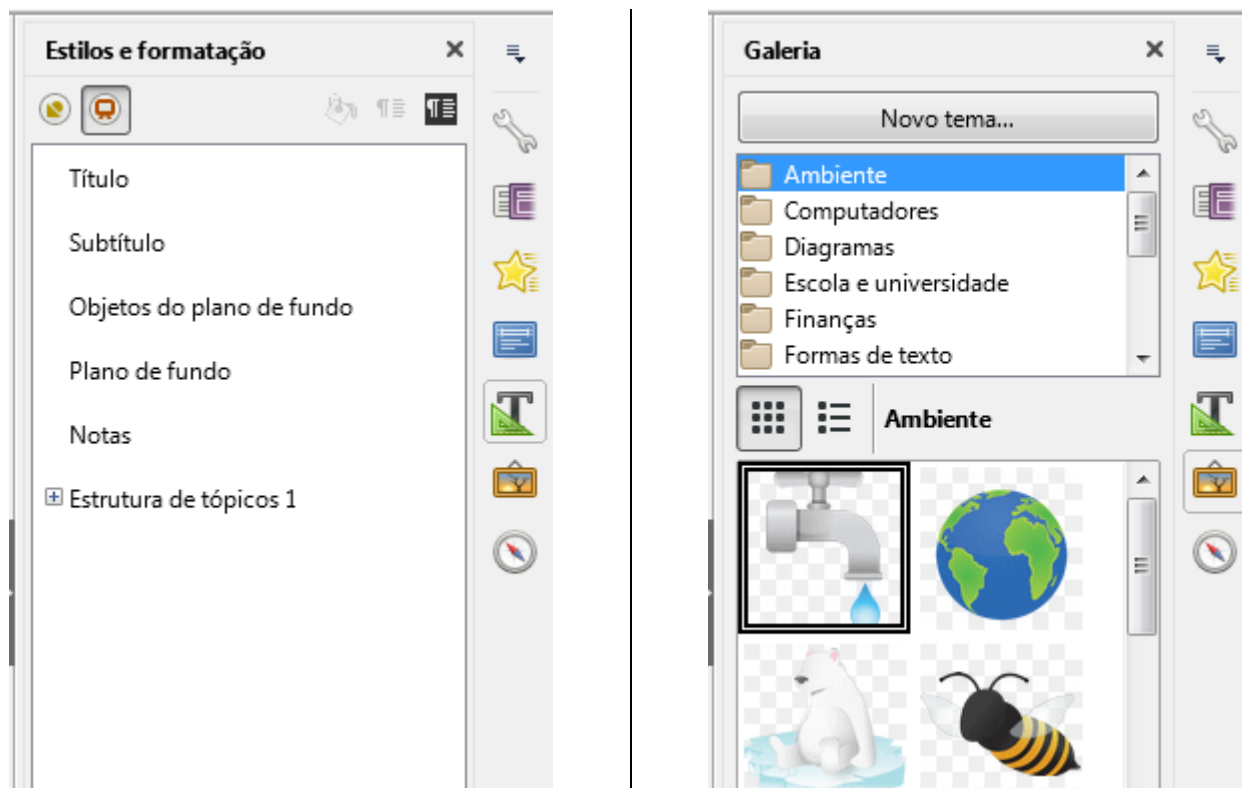 Estilos e formatação
Título
Subtítulo
Objetos do plano de fundo
Plano de fundo
Notas
Estrutura de tópicos 1
Galeria
Novo tema...
Ambiente
Computadores
Diagramas
Escola e universidade
Finanças
Formas de texto
Ambiente